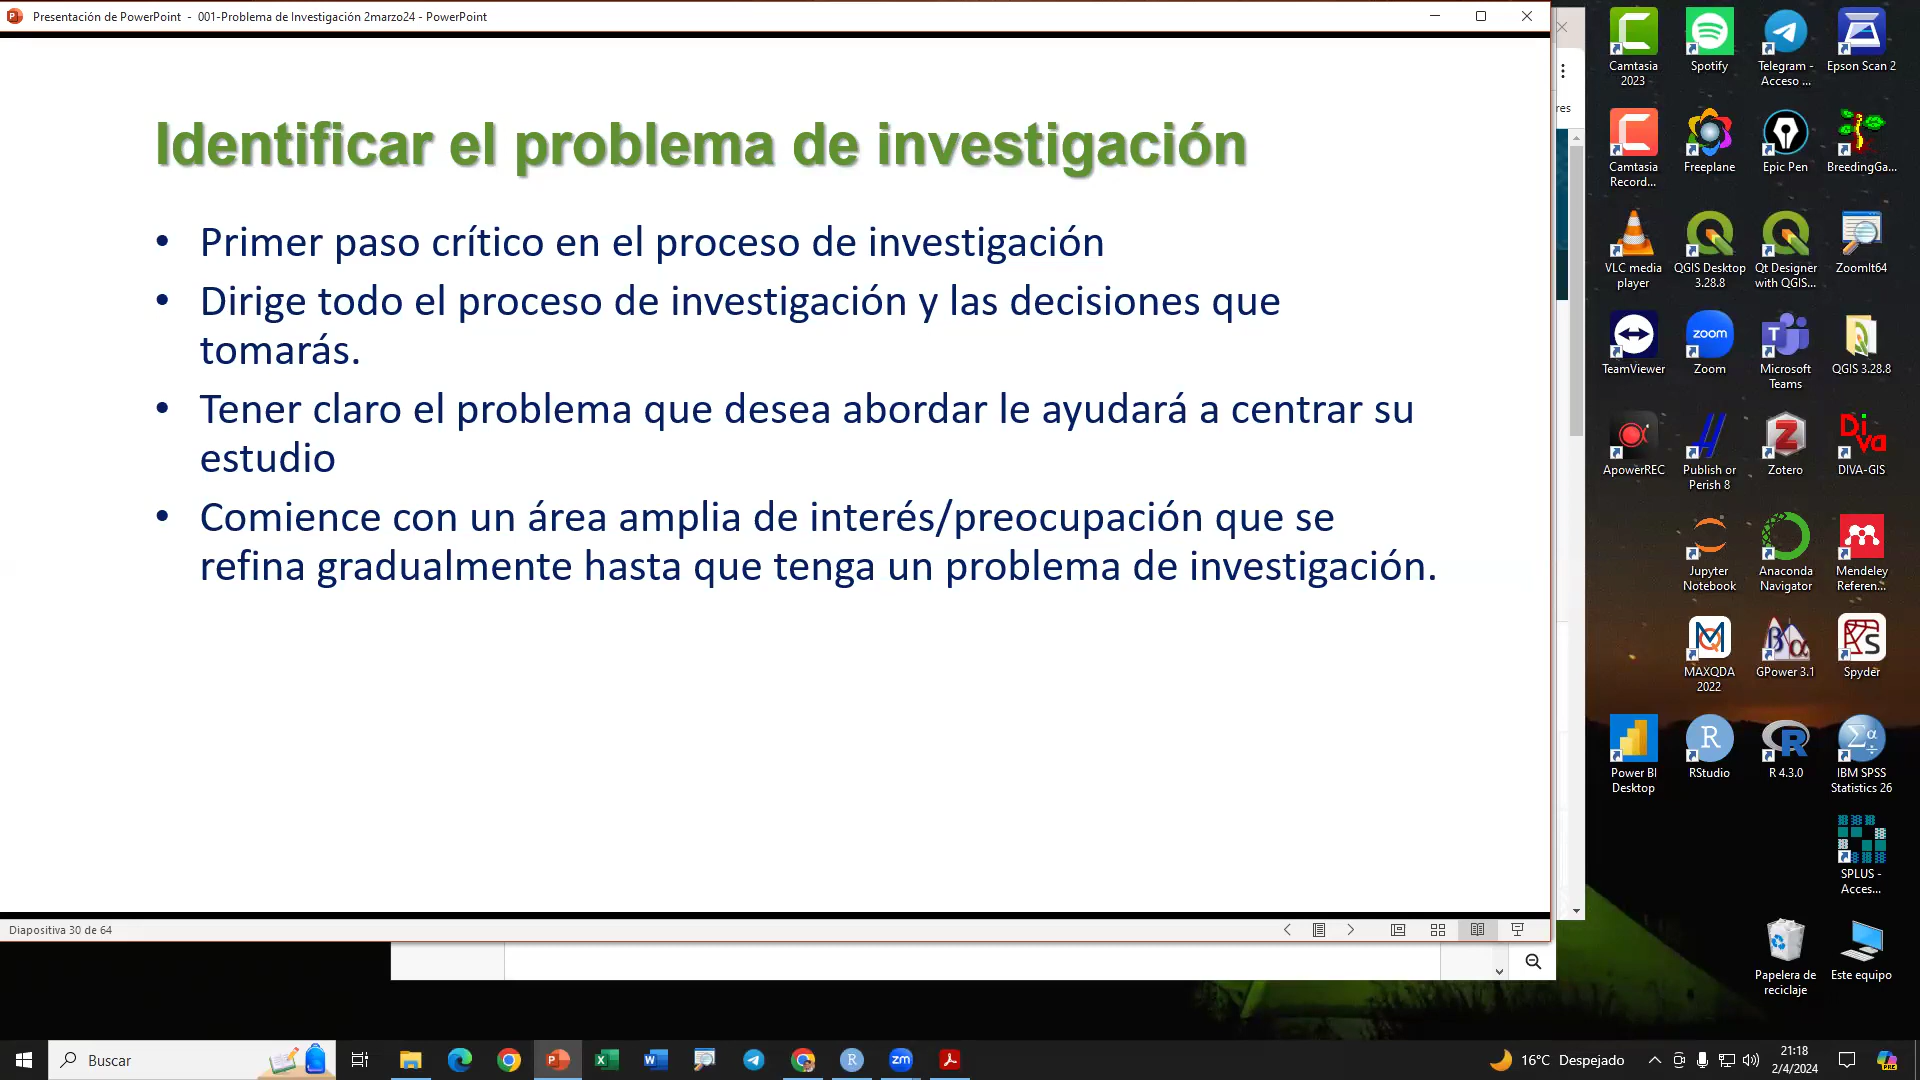 Presentación de PowerPoint - 001-Problema de Investigación 2marzo24 - PowerPoint
Identificar el problema de investigación
• Primer paso crítico en el proceso de investigación
• Dirige todo el proceso de investigación y las decisiones que
tomarás.
• Tener claro el problema que desea abordar le ayudará a centrar su
estudio
• Comience con un área amplia de interés/preocupación que se
refina gradualmente hasta que tenga un problema de investigación.
Diapositiva 30 de 64
res
Camtasia
2023
Spotify
Telegram -
Acceso ...
Epson Scan 2
Camtasia
Record...
Freeplane
Epic Pen
BreedingGa...
VLC media
player
QGIS Desktop
3.28.8
Qt Designer
with QGIS...
ZoomIt64
TeamViewer
zoom
Zoom
Microsoft
Teams
QGIS 3.28.8
ApowerREC
Publish or
Perish 8
Zotero
Di
va
DIVA-GIS
Jupyter
Notebook
Anaconda
Navigator
Mendeley
Referen...
MAXQDA
2022
GPower 3.1
Spyder
Power BI
Desktop
RStudio
R 4.3.0
IBM SPSS
Statistics 26
SPLUS -
Acces...
Papelera de
reciclaje
Este equipo
Buscar
zm
16°C Despejado
21:18
2/4/2024